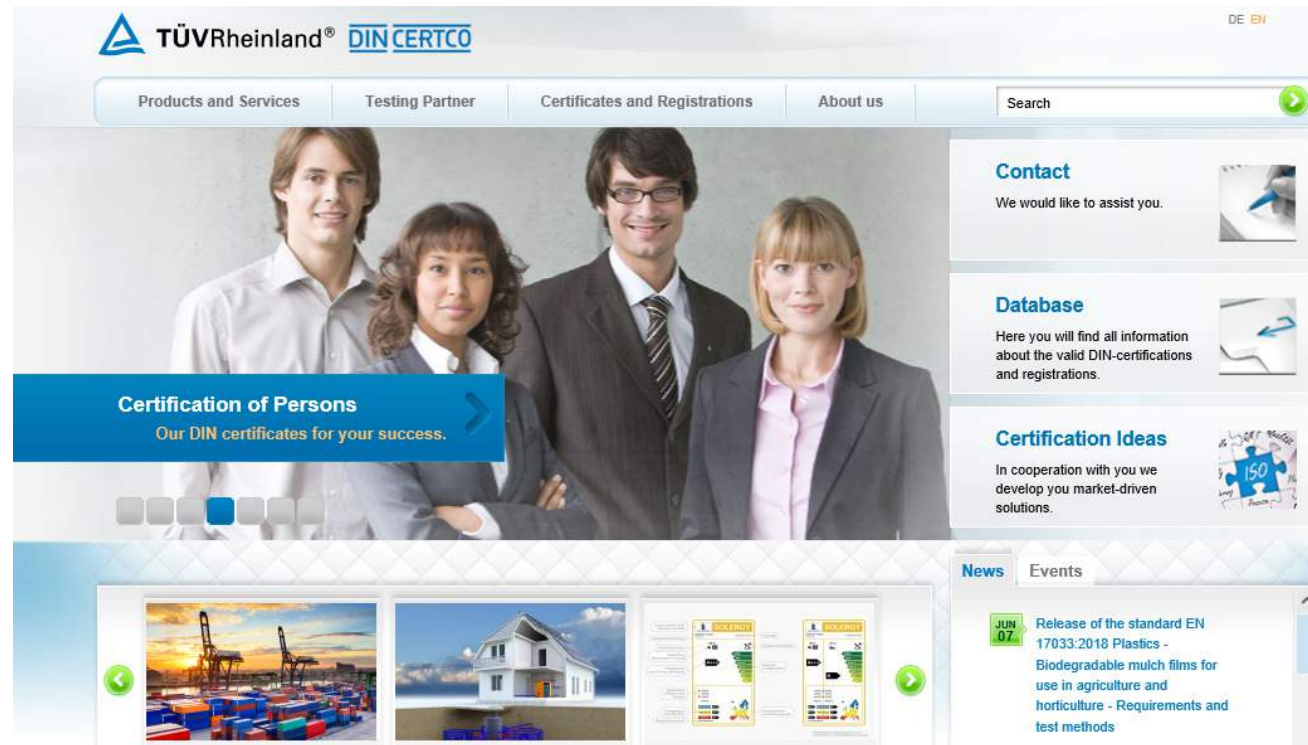 DE EN
TÜVRheinland® DIN CERTCO
Products and Services
Testing Partner
Certificates and Registrations
About us
Search
Certification of Persons
Our DIN certificates for your success.
Contact
We would like to assist you.
Database
Here you will find all information
about the valid DIN-certifications
and registrations.
Certification Ideas
In cooperation with you we
develop you market-driven
solutions.
ISO
SOLERGY
SOLERGY
News
Events
JUN
07
Release of the standard EN
17033:2018 Plastics -
Biodegradable mulch films for
use in agriculture and
horticulture - Requirements and
test methods